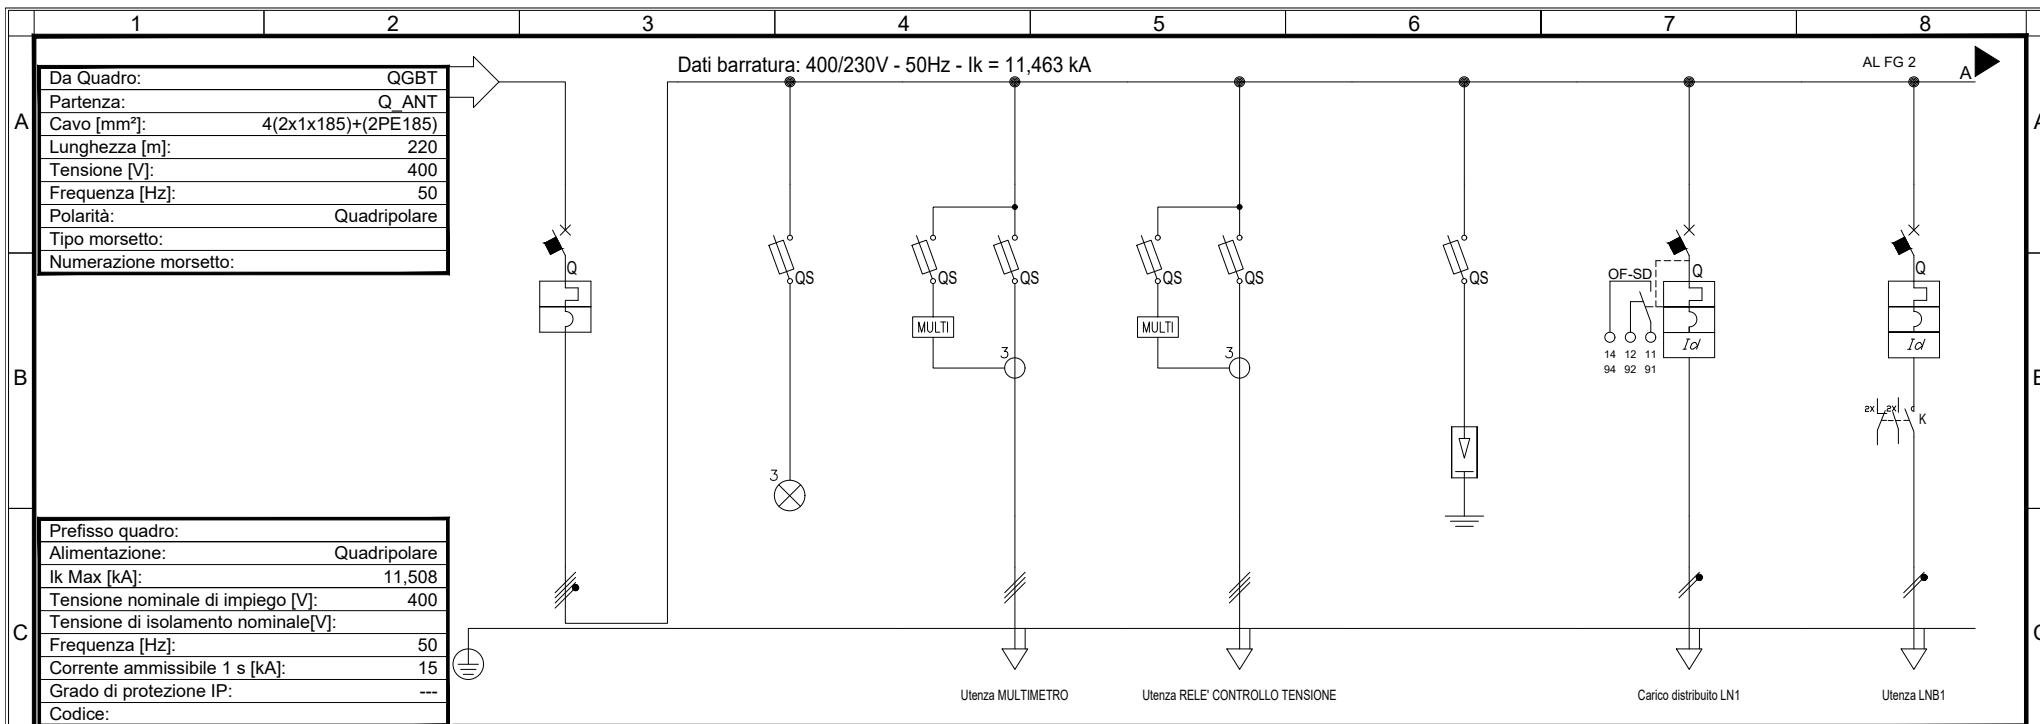 1 2 3 4 5 6 7 8
Dati barratura: 400/230V - 50Hz - Ik = 11,463 kA
AL FG 2
A
Da Quadro: QGBT
Partenza: Q_ANT
Cavo [mm²]: 4(2x1x185)+(2PE185)
Lunghezza [m]: 220
Tensione [V]: 400
Frequenza [Hz]: 50
Polarità: Quadripolare
Tipo morsetto:
Numerazione morsetto:
A
Q QS QS QS QS QS QS Q Q
OF-SD
MULTI MULTI
Id Id
3 3
14 12 11
94 92 91
B
2x 2x K
3
Prefisso quadro:
Alimentazione: Quadripolare
Ik Max [kA]: 11,508
Tensione nominale di impiego [V]: 400
Tensione di isolamento nominale[V]:
Frequenza [Hz]: 50
Corrente ammissibile 1 s [kA]: 15
Grado di protezione IP: ---
Codice:
C
Utenza MULTIMETRO
Utenza RELE' CONTROLLO TENSIONE
Carico distribuito LN1
Utenza LNB1